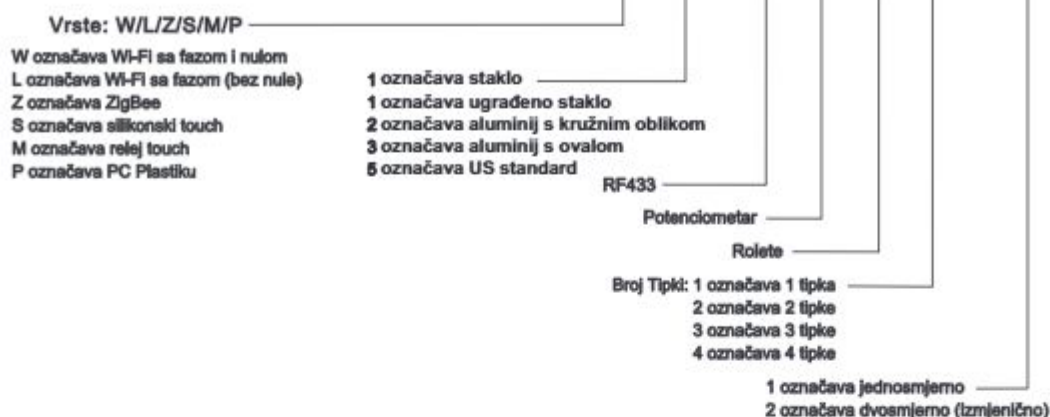 Vrste: W/L/Z/S/M/P
W označava Wi-Fi sa fazom i nulom
L označava Wi-Fi sa fazom (bez nule)
Z označava ZigBee
S označava silikonski touch
M označava relej touch
P označava PC Plastiku
1 označava staklo
1 označava ugrađeno staklo
2 označava aluminij s kružnim oblikom
3 označava aluminij s ovalom
5 označava US standard
RF433
Potenciometar
Rolete
Broj Tipki: 1 označava 1 tipka
2 označava 2 tipke
3 označava 3 tipke
4 označava 4 tipke
1 označava jednosmjerno
2 označava dvosmjerno (izmjenično)